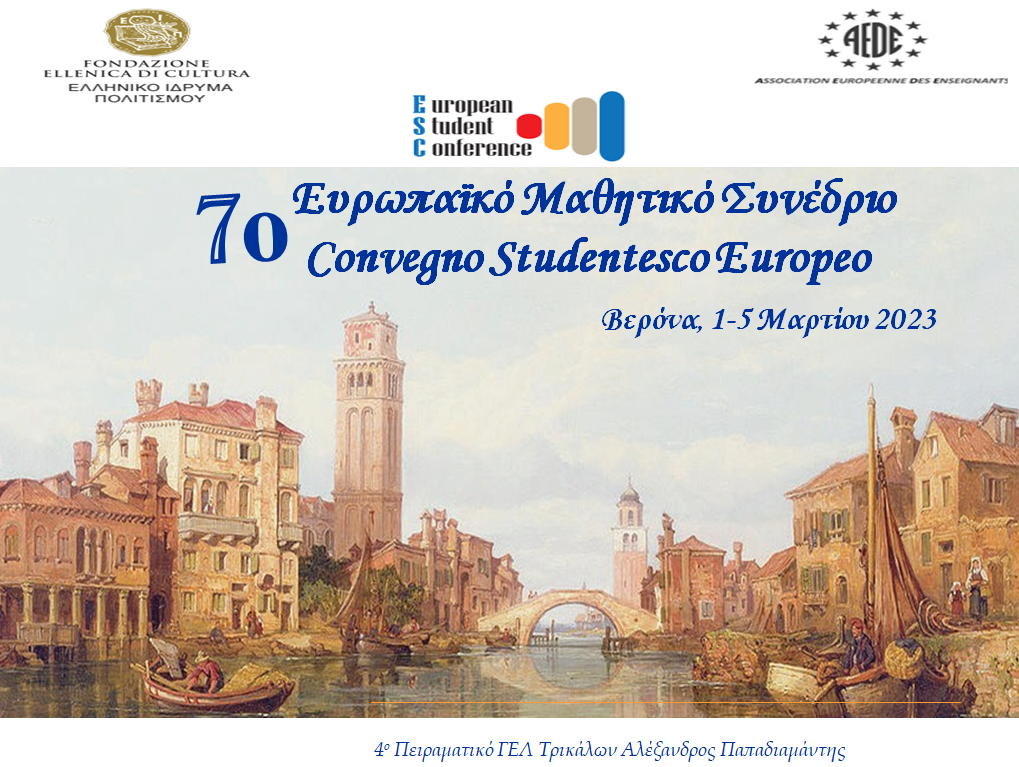 FONDAZIONE
ELLENICA DI CULTURA
ΕΛΛΗΝΙΚΟ ΙΔΡΥΜΑ
ΠΟΛΙΤΙΣΜΟΥ
AEDE
ASSOCIATION EUROPEENNE DES ENSEIGNANTS
European
Student
Conference
7ο
Ευρωπαϊκό Μαθητικό Συνέδριο
Convegno Studentesco Europeo
Βερόνα, 1-5 Μαρτίου 2023
4ο Πειραματικό ΓΕΛ Τρικάλων Αλέξανδρος Παπαδιαμάντης